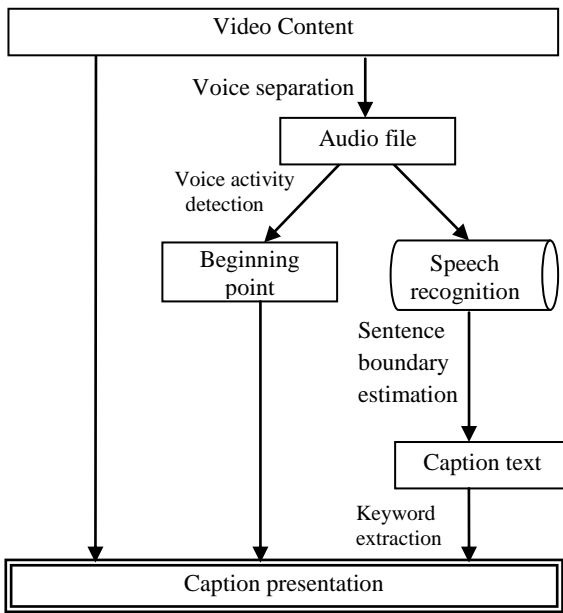 Video Content
Voice separation
Audio file
Voice activity
detection
Beginning
point
Speech
recognition
Sentence
boundary
estimation
Caption text
Keyword
extraction
Caption presentation